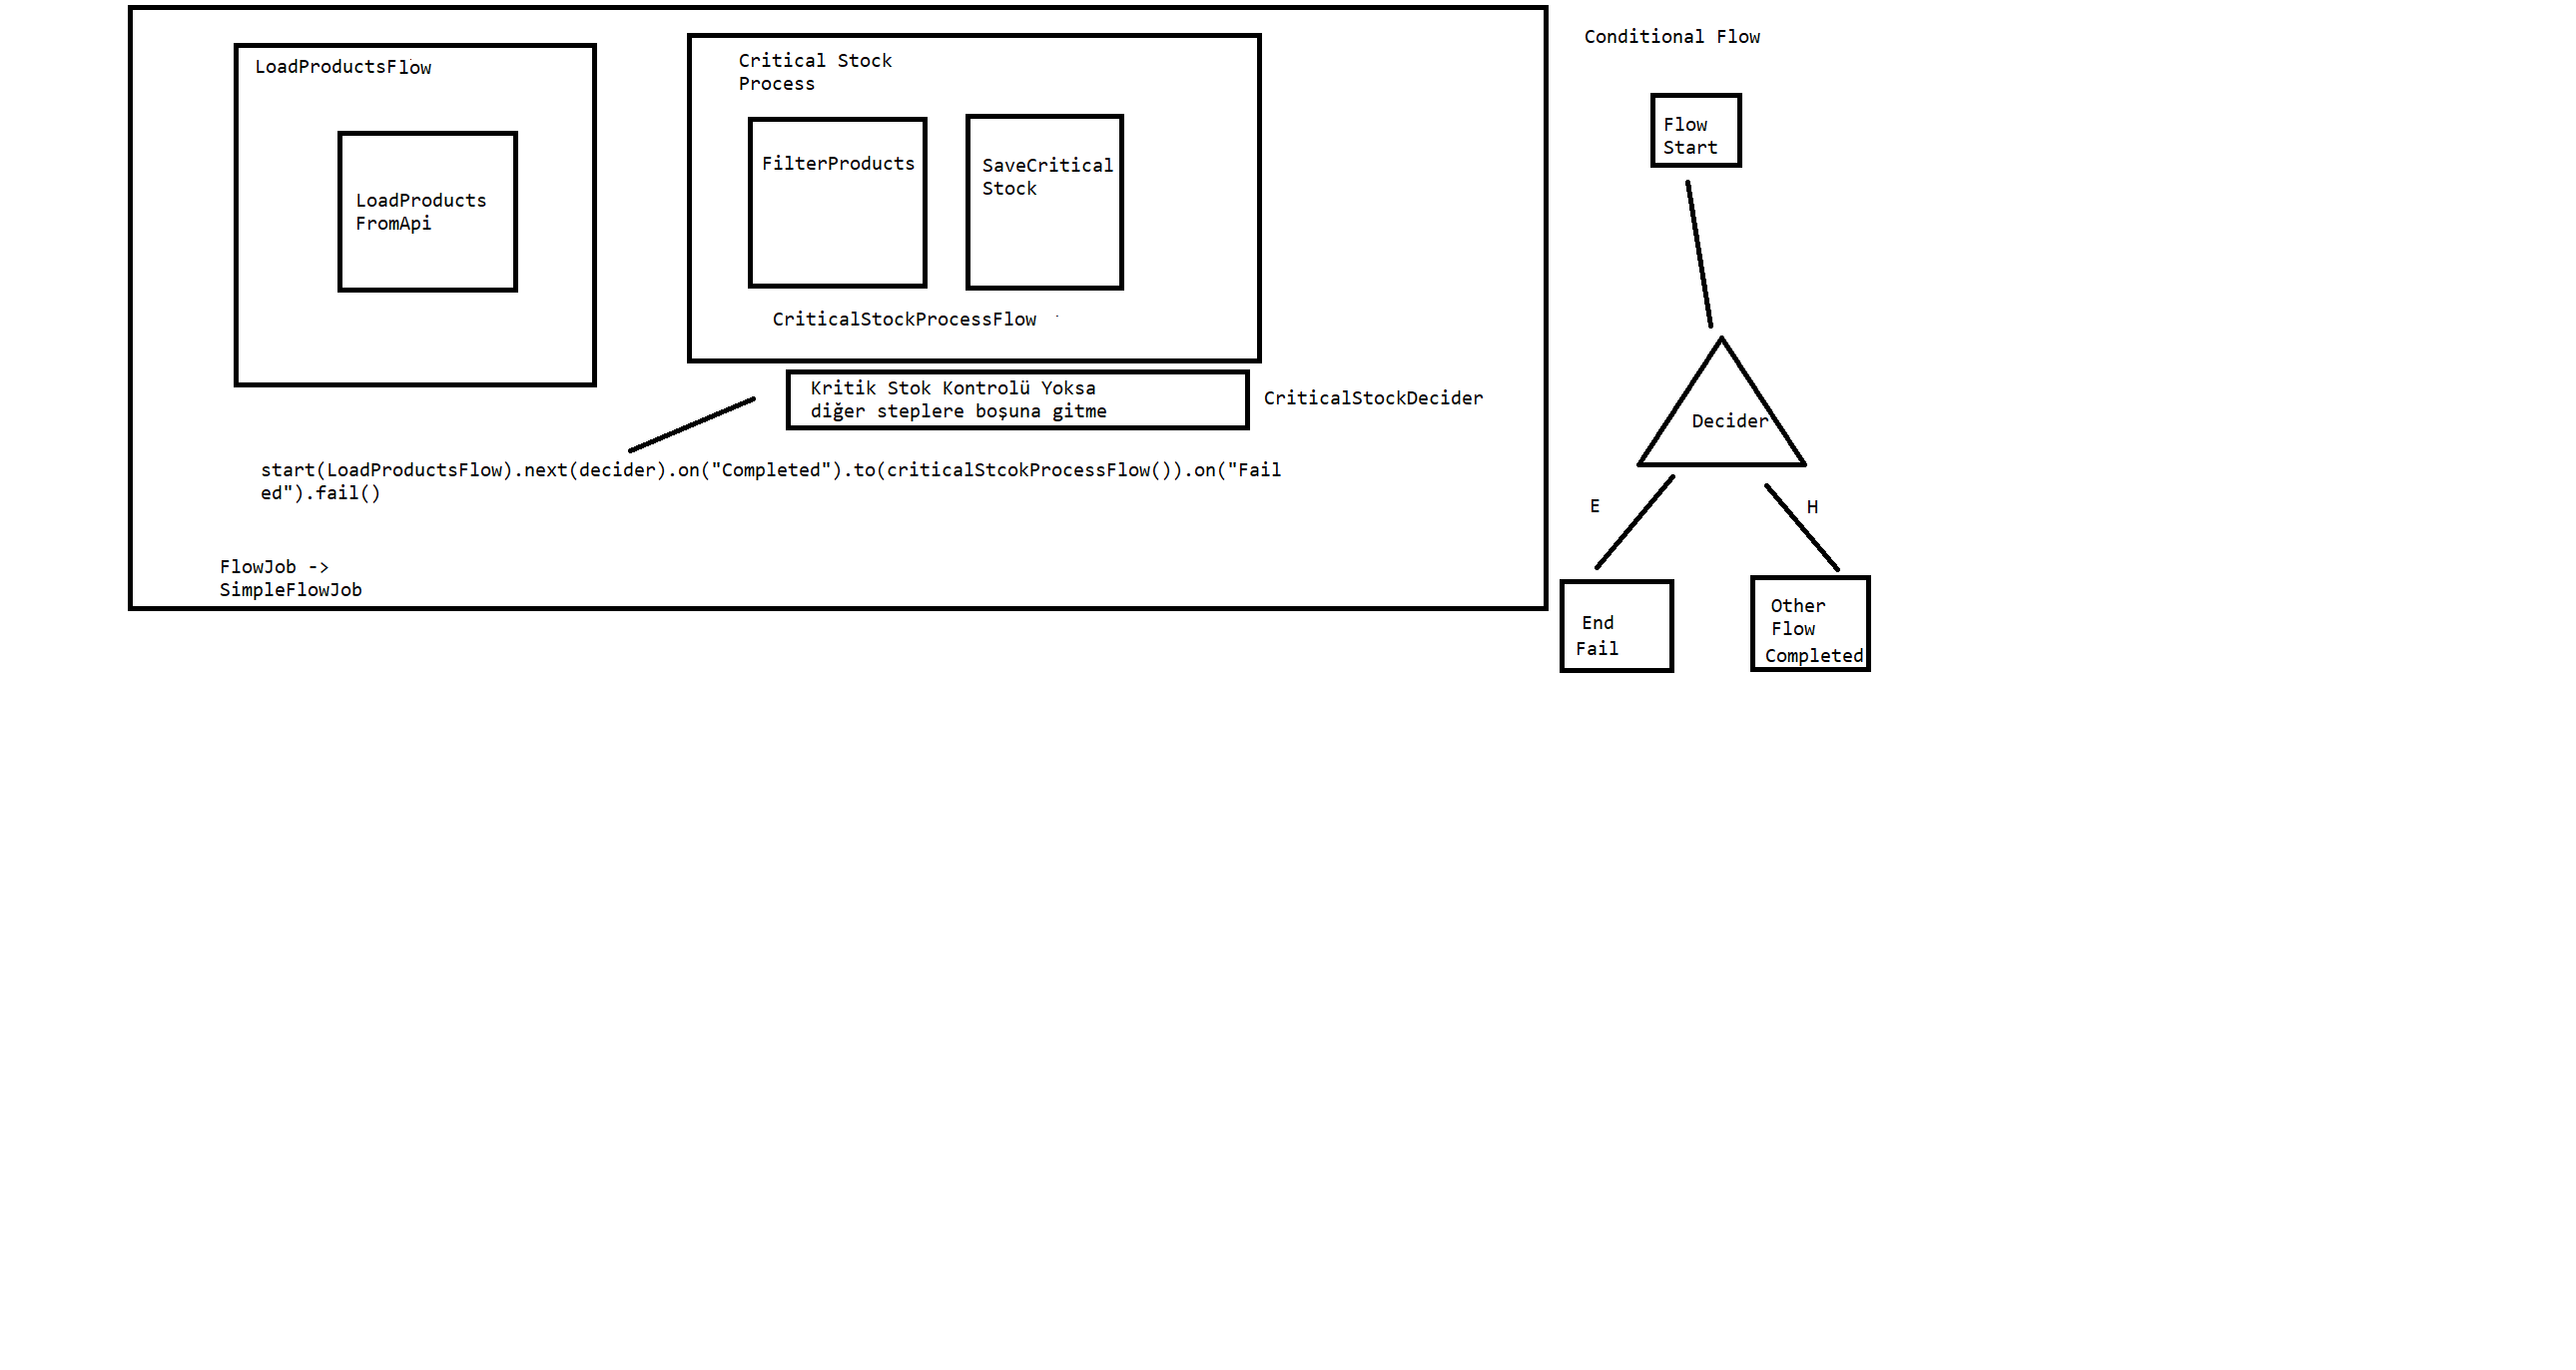 LoadProductsFlow
LoadProducts
FromApi
Critical Stock
Process
FilterProducts
SaveCritical
Stock
CriticalStockProcessFlow
Kritik Stok Kontrolü Yoksa
diğer steplere boşuna gitme
CriticalStockDecider
start(LoadProductsFlow).next(decider).on("Completed").to(criticalStcokProcessFlow()).on("Fail
ed").fail()
FlowJob ->
SimpleFlowJob
Conditional Flow
Flow
Start
Decider
E
H
End
Fail
Other
Flow
Completed